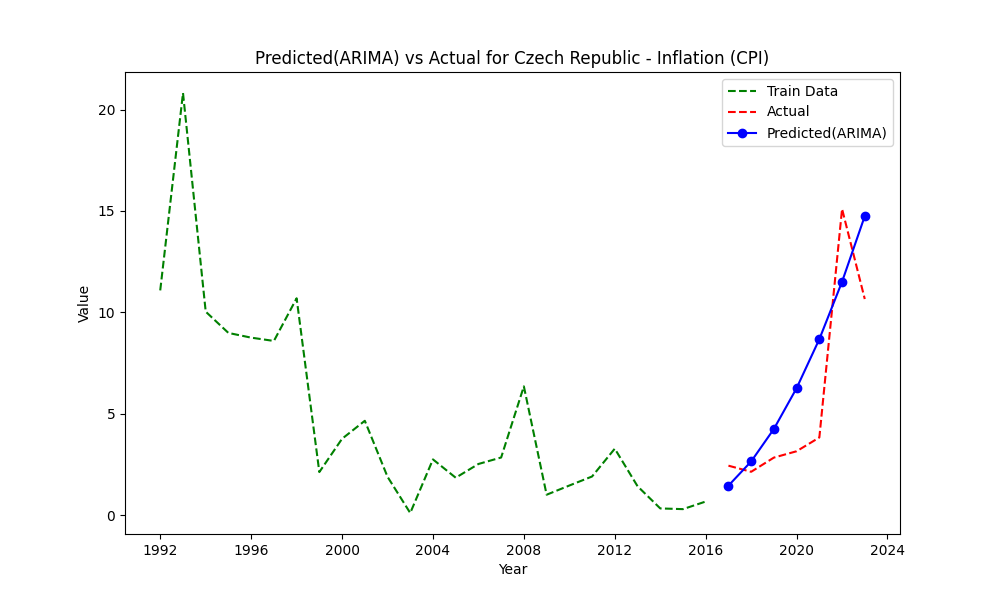 Predicted(ARIMA) vs Actual for Czech Republic - Inflation (CPI)
Train Data
Actual
Predicted(ARIMA)
20
15
10
5
0
Value
1992 1996 2000 2004 2008 2012 2016 2020 2024
Year